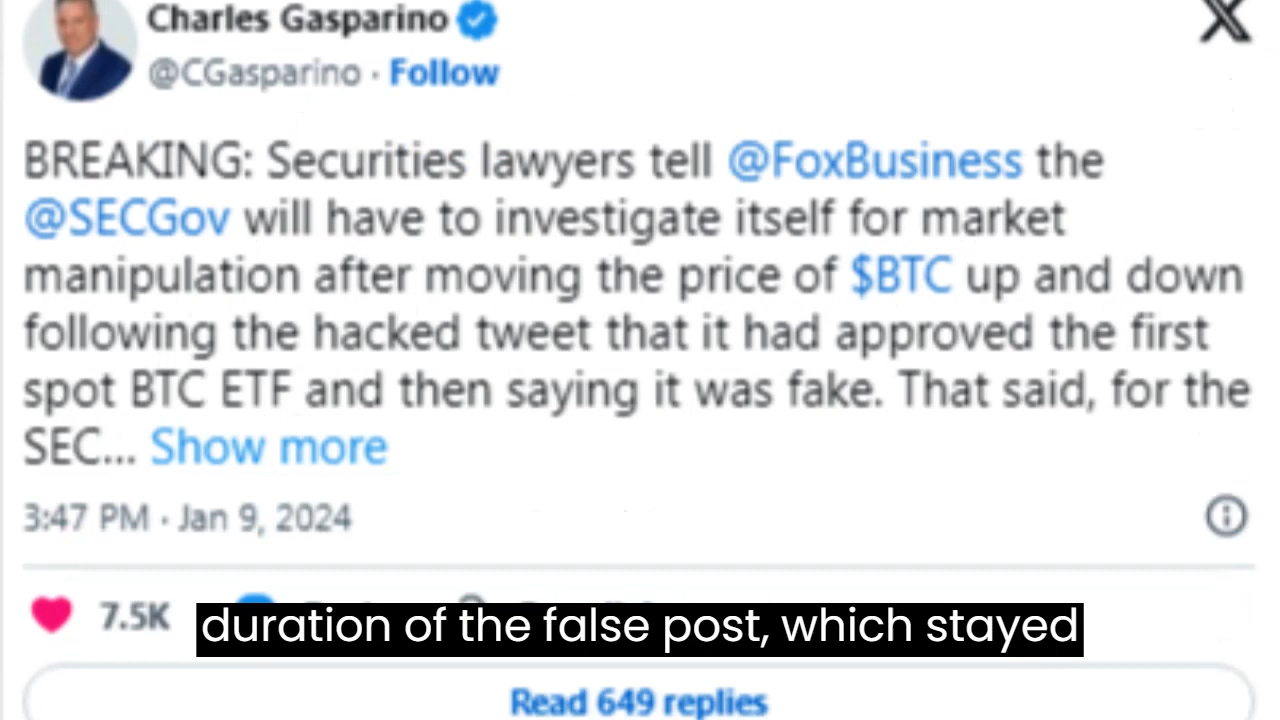 Charles Gasparino
@CGasparino · Follow
BREAKING: Securities lawyers tell @FoxBusiness the
@SECGov will have to investigate itself for market
manipulation after moving the price of $BTC up and down
following the hacked tweet that it had approved the first
spot BTC ETF and then saying it was fake. That said, for the
SEC... Show more
3:47 PM · Jan 9, 2024
7.5K
duration of the false post, which stayed
Read 649 replies